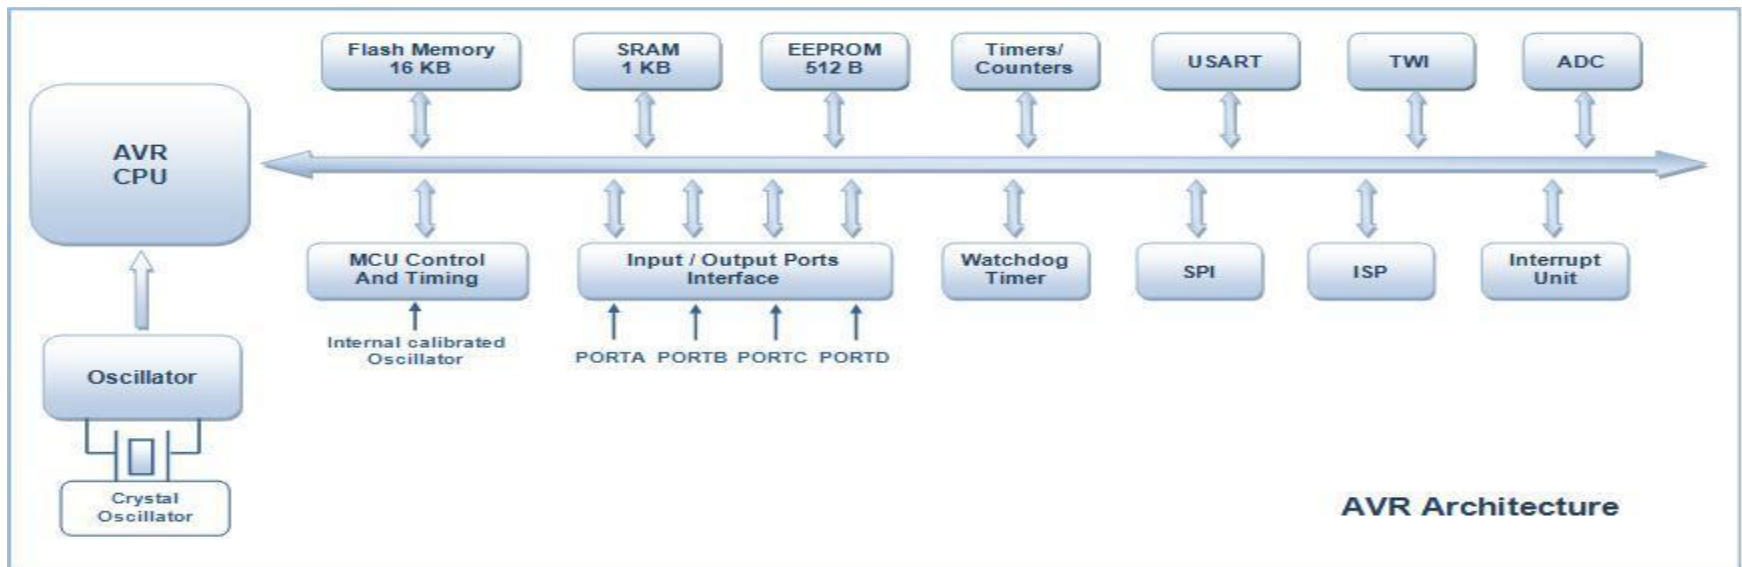 Flash Memory
16 KB
SRAM
1 KB
EEPROM
512 B
Timers/
Counters
USART
TWI
ADC
AVR
CPU
MCU Control
And Timing
Input / Output Ports
Interface
Watchdog
Timer
SPI
ISP
Interrupt
Unit
Internal calibrated
Oscillator
PORTA PORTB PORTC PORTD
Oscillator
Crystal
Oscillator
AVR Architecture